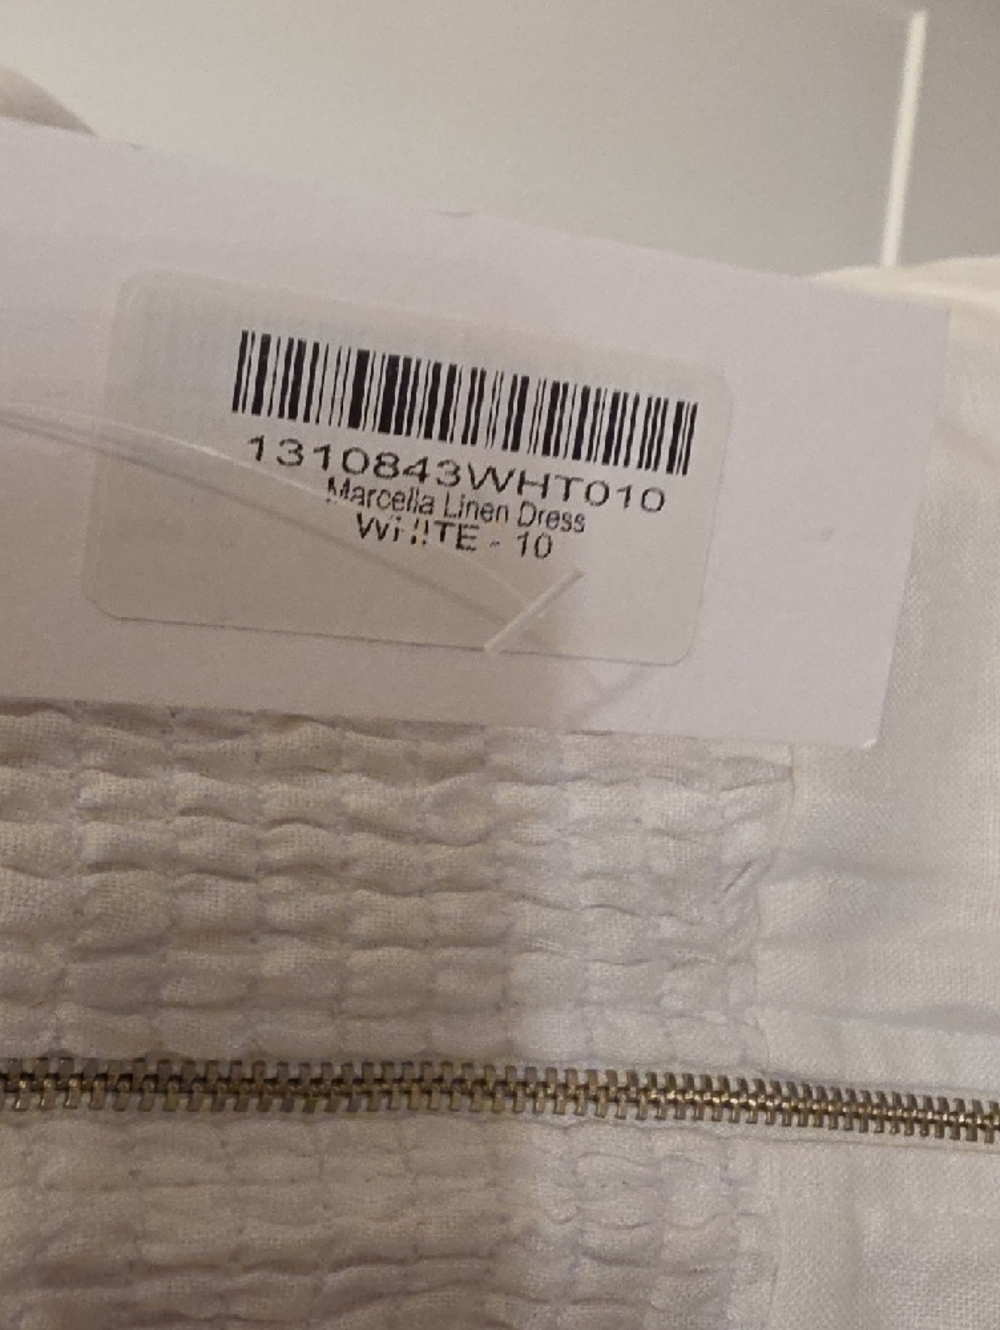 1310843WHT010
Marcella Linen Dress
WHITE - 10